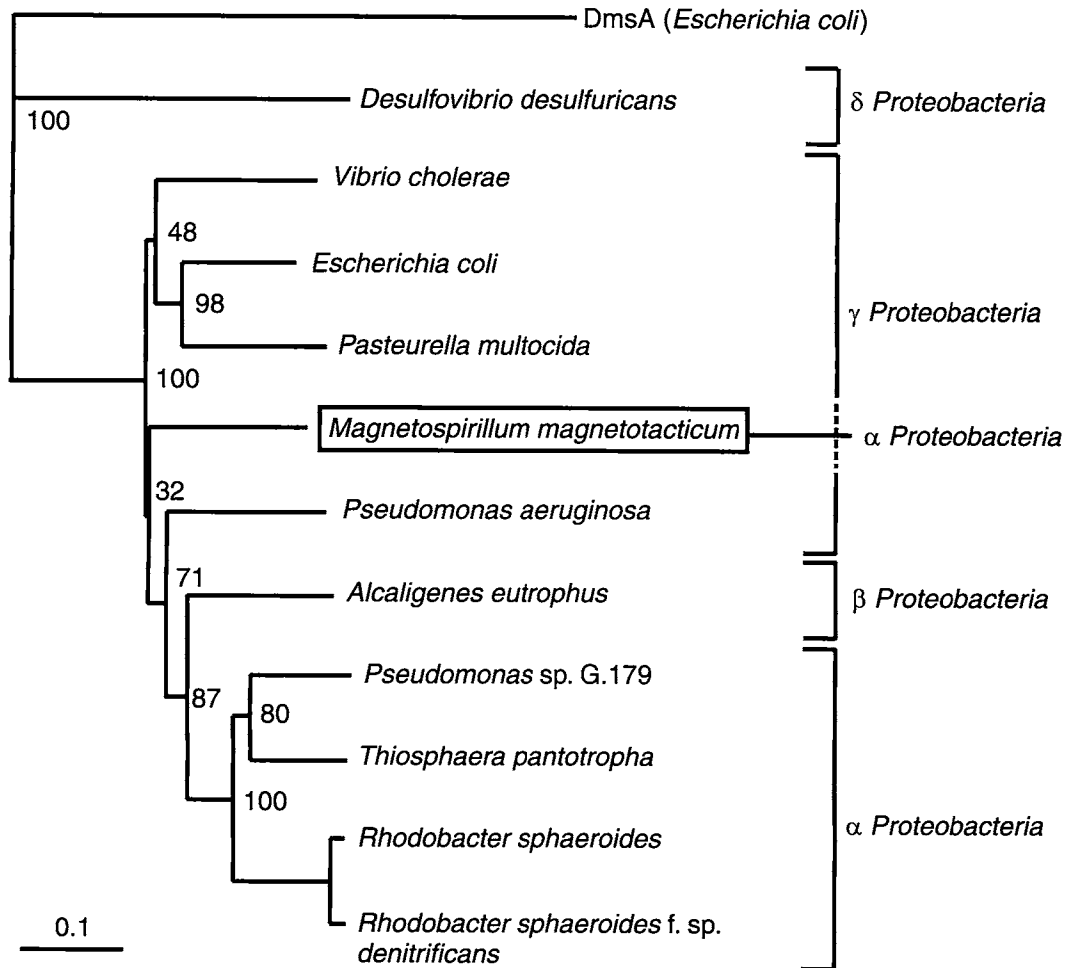 DmsA (Escherichia coli)
Desulfovibrio desulfuricans
δ Proteobacteria
100
Vibrio cholerae
48
Escherichia coli
98
γ Proteobacteria
Pasteurella multocida
100
Magnetospirillum magnetotacticum
α Proteobacteria
32
Pseudomonas aeruginosa
71
Alcaligenes eutrophus
β Proteobacteria
Pseudomonas sp. G.179
87
80
Thiosphaera pantotropha
100
α Proteobacteria
Rhodobacter sphaeroides
0.1
Rhodobacter sphaeroides f. sp.
denitrificans